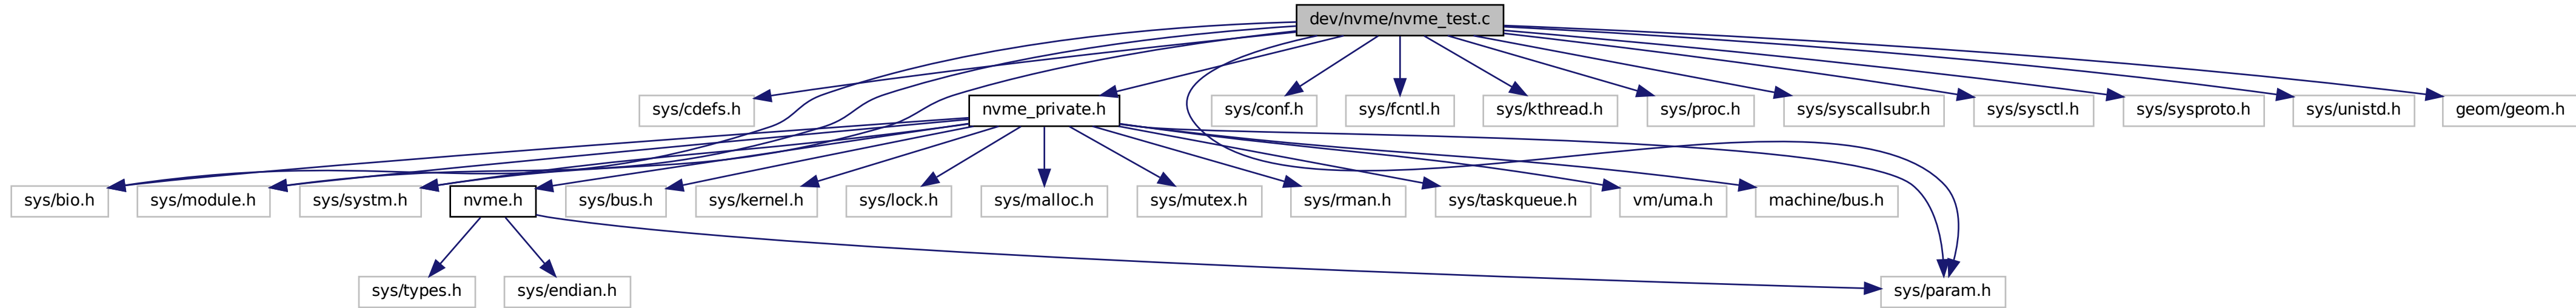 dev/nvme/nvme_test.c
sys/cdefs.h
nvme_private.h
sys/conf.h
sys/fcntl.h
sys/kthread.h
sys/proc.h
sys/syscallsubr.h
sys/sysctl.h
sys/sysproto.h
sys/unistd.h
geom/geom.h
sys/bio.h
sys/module.h
sys/systm.h
nvme.h
sys/bus.h
sys/kernel.h
sys/lock.h
sys/malloc.h
sys/mutex.h
sys/rman.h
sys/taskqueue.h
vm/uma.h
machine/bus.h
sys/types.h
sys/endian.h
sys/param.h